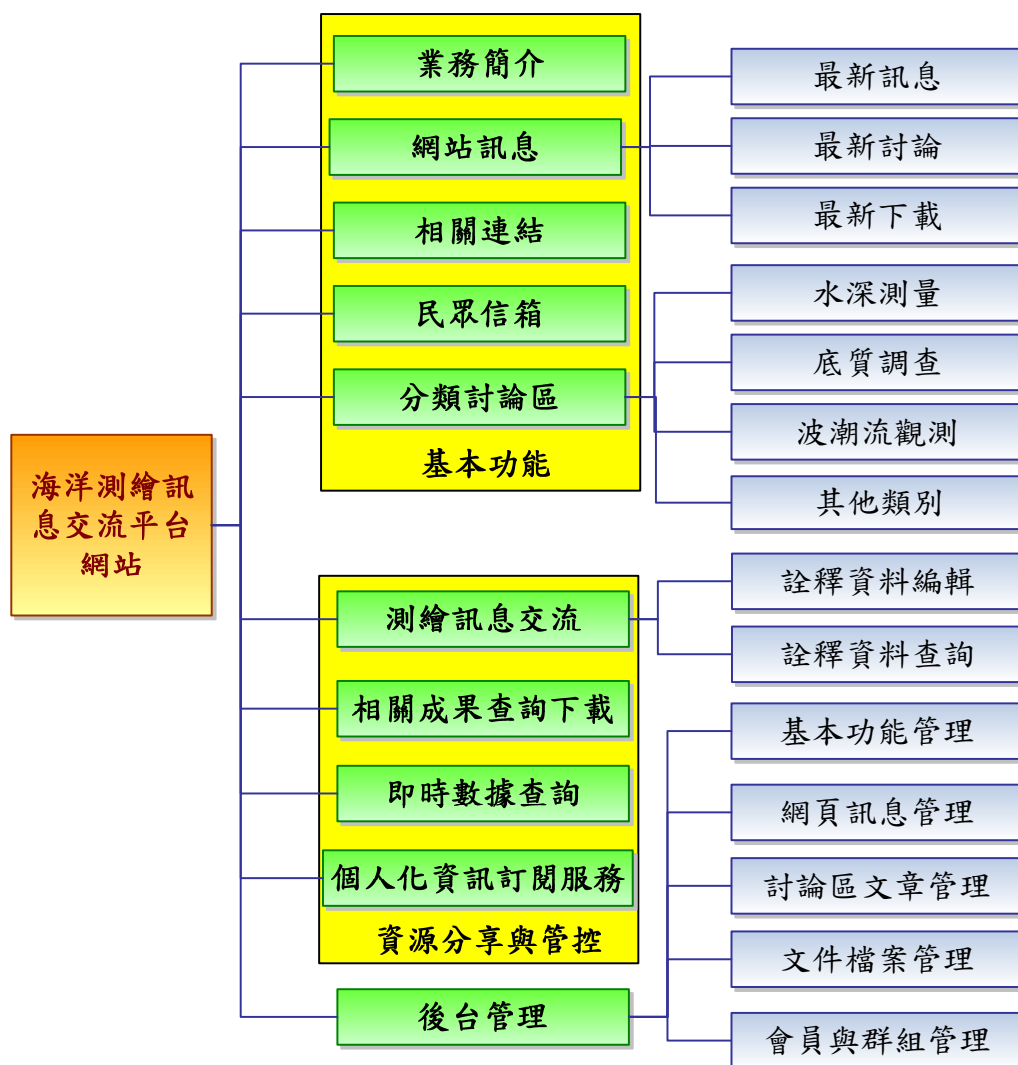 海洋測繪訊
息交流平台
網站
業務簡介
網站訊息
相關連結
民眾信箱
分類討論區
基本功能
測繪訊息交流
相關成果查詢下載
即時數據查詢
個人化資訊訂閱服務
資源分享與管控
後台管理
最新訊息
最新討論
最新下載
水深測量
底質調查
波潮流觀測
其他類別
詮釋資料編輯
詮釋資料查詢
基本功能管理
網頁訊息管理
討論區文章管理
文件檔案管理
會員與群組管理